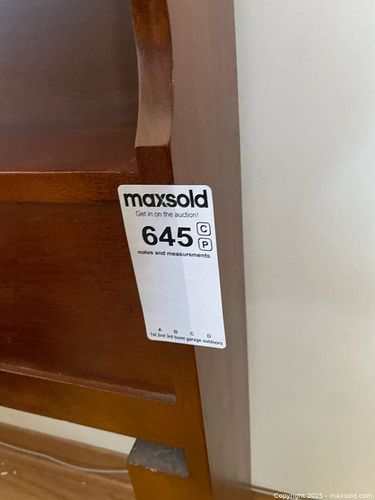 maxsold
Get in on the auction!
645 C
P
notes and measurements
A B C D
1st 2nd 3rd bsmt garage outdoors
Copyright 2025 - maxsold.com